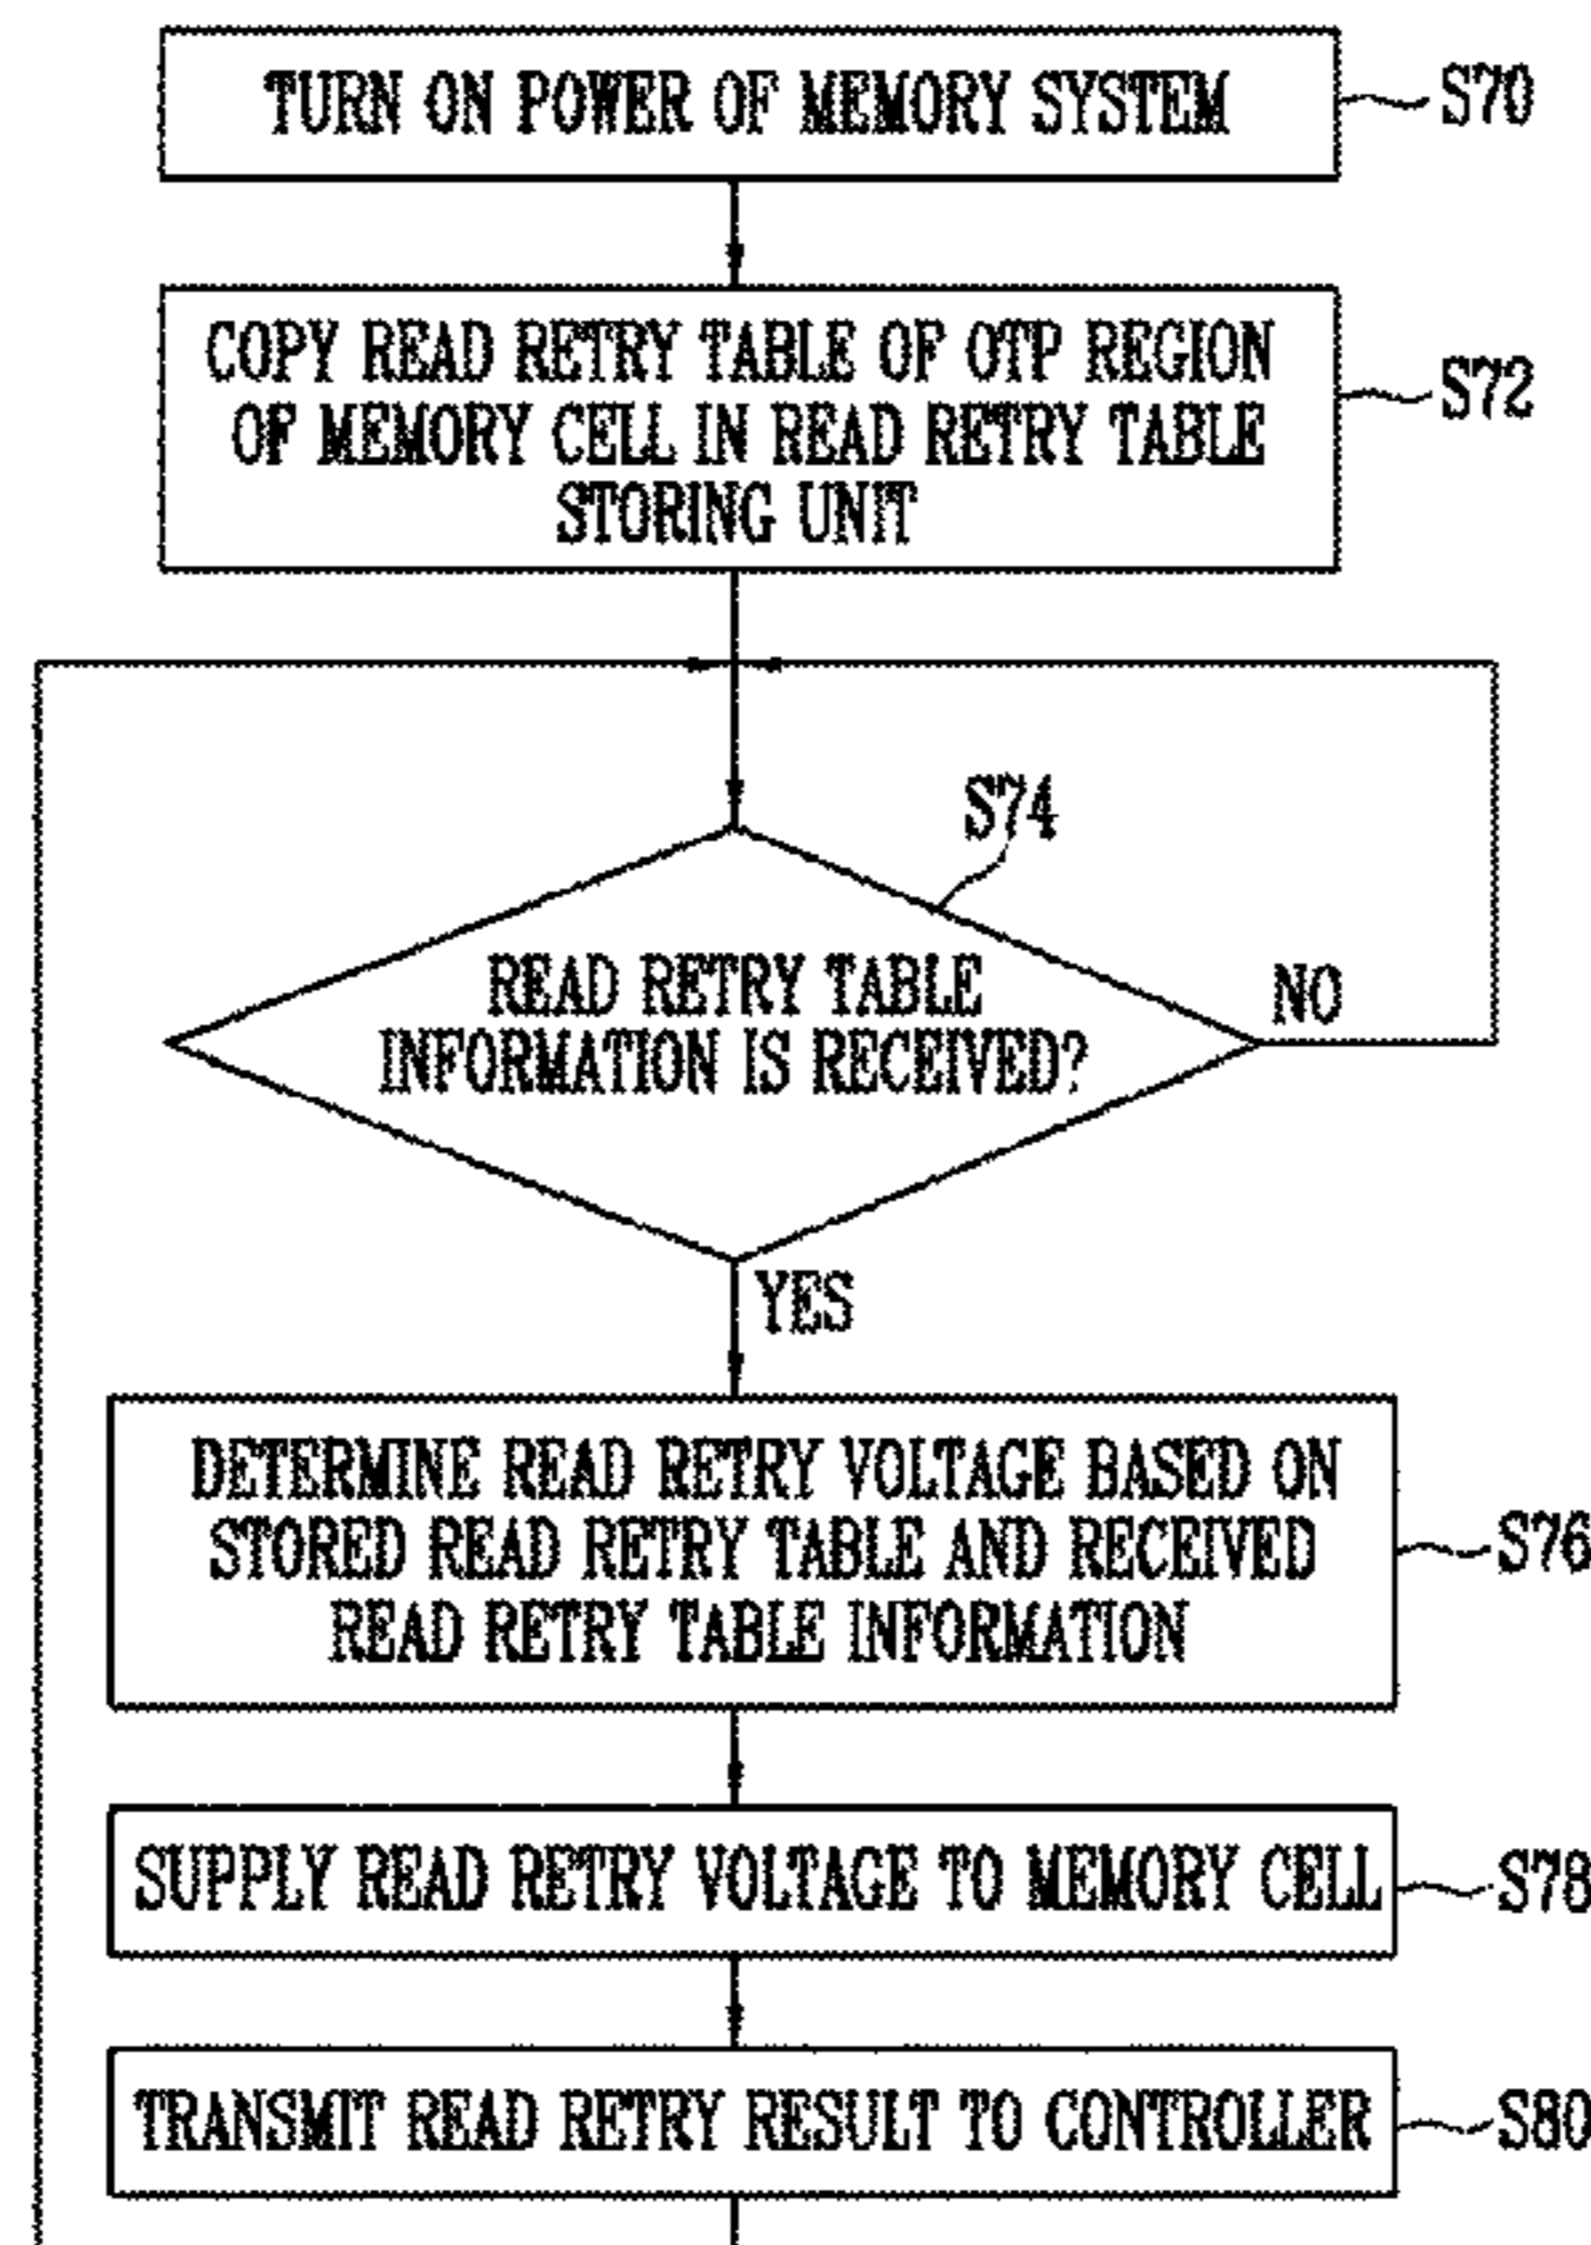 TURN ON POWER OF MEMORY SYSTEM
S70
COPY READ RETRY TABLE OF OTP REGION
OF MEMORY CELL IN READ RETRY TABLE
STORING UNIT
S72
S74
READ RETRY TABLE
INFORMATION IS RECEIVED?
NO
YES
DETERMINE READ RETRY VOLTAGE BASED ON
STORED READ RETRY TABLE AND RECEIVED
READ RETRY TABLE INFORMATION
S76
SUPPLY READ RETRY VOLTAGE TO MEMORY CELL
S78
TRANSMIT READ RETRY RESULT TO CONTROLLER
S80